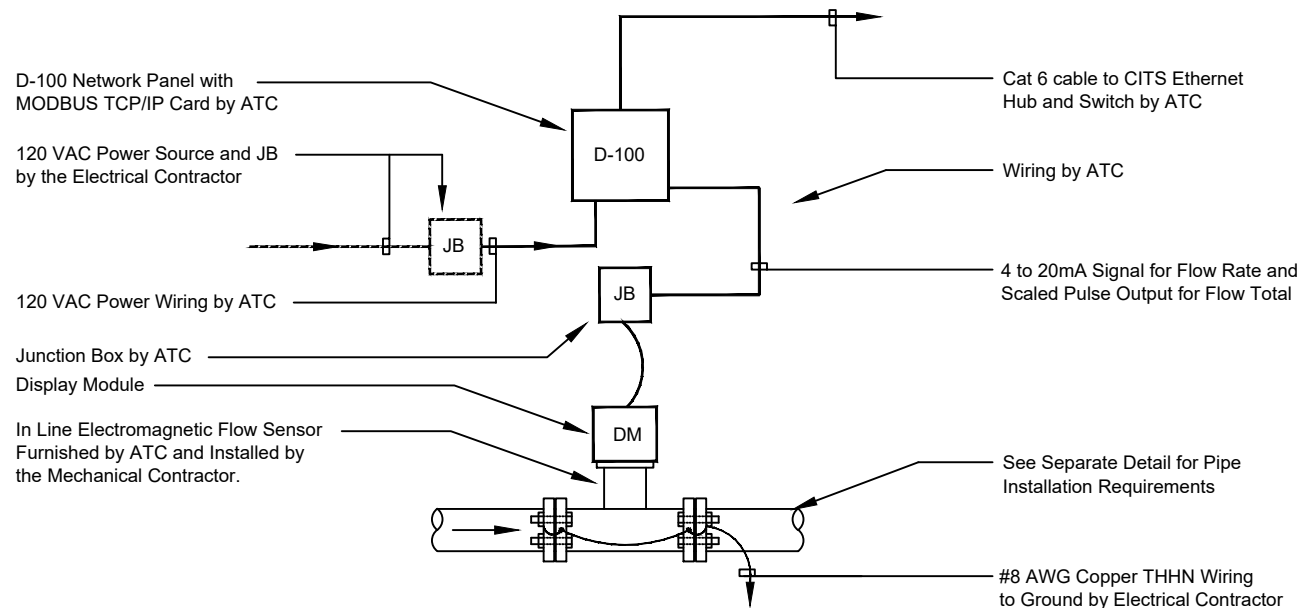 D-100 Network Panel with
MODBUS TCP/IP Card by ATC
120 VAC Power Source and JB
by the Electrical Contractor
120 VAC Power Wiring by ATC
Junction Box by ATC
Display Module
In Line Electromagnetic Flow Sensor
Furnished by ATC and Installed by
the Mechanical Contractor.
D-100
JB
JB
DM
Cat 6 cable to CITS Ethernet
Hub and Switch by ATC
Wiring by ATC
4 to 20mA Signal for Flow Rate and
Scaled Pulse Output for Flow Total
See Separate Detail for Pipe
Installation Requirements
#8 AWG Copper THHN Wiring
to Ground by Electrical Contractor